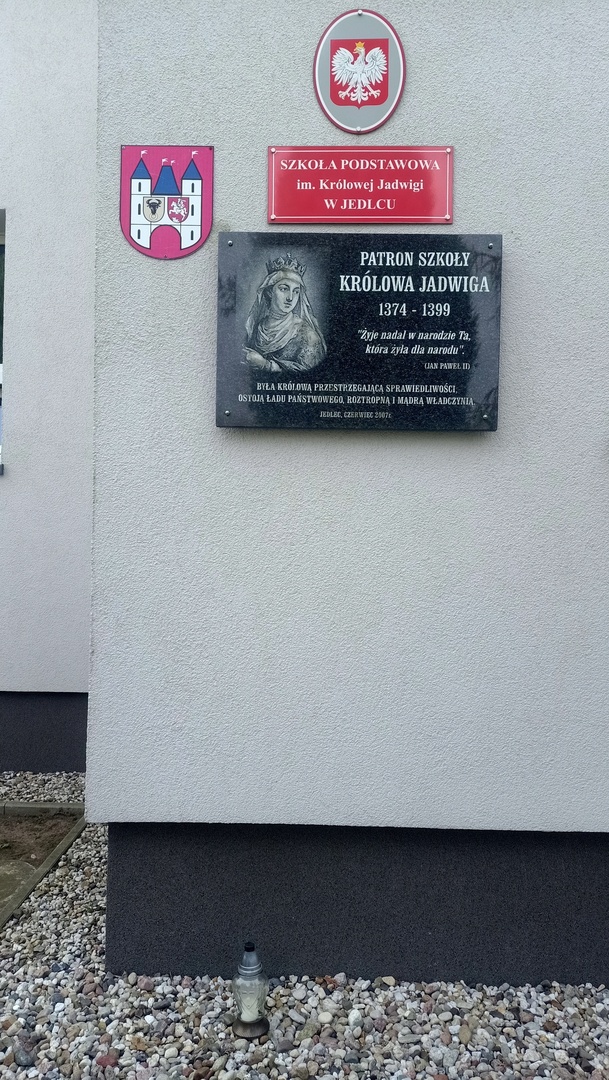 SZKOŁA PODSTAWOWA
im. Królowej Jadwigi
W JEDLCU
PATRON SZKOŁY
KRÓLOWA JADWIGA
1374 - 1399
"Żyje nadal w narodzie Ta,
która żyła dla narodu".
(JAN PAWEŁ II)
BYŁA KRÓLOWĄ PRZESTRZEGAJĄCĄ SPRAWIEDLIWOŚCI,
OSTOJĄ ŁADU PAŃSTWOWEGO, ROZTROPNĄ I MĄDRĄ WŁADCZYNIĄ.
JEDLEC, CZERWIEC 2007r.